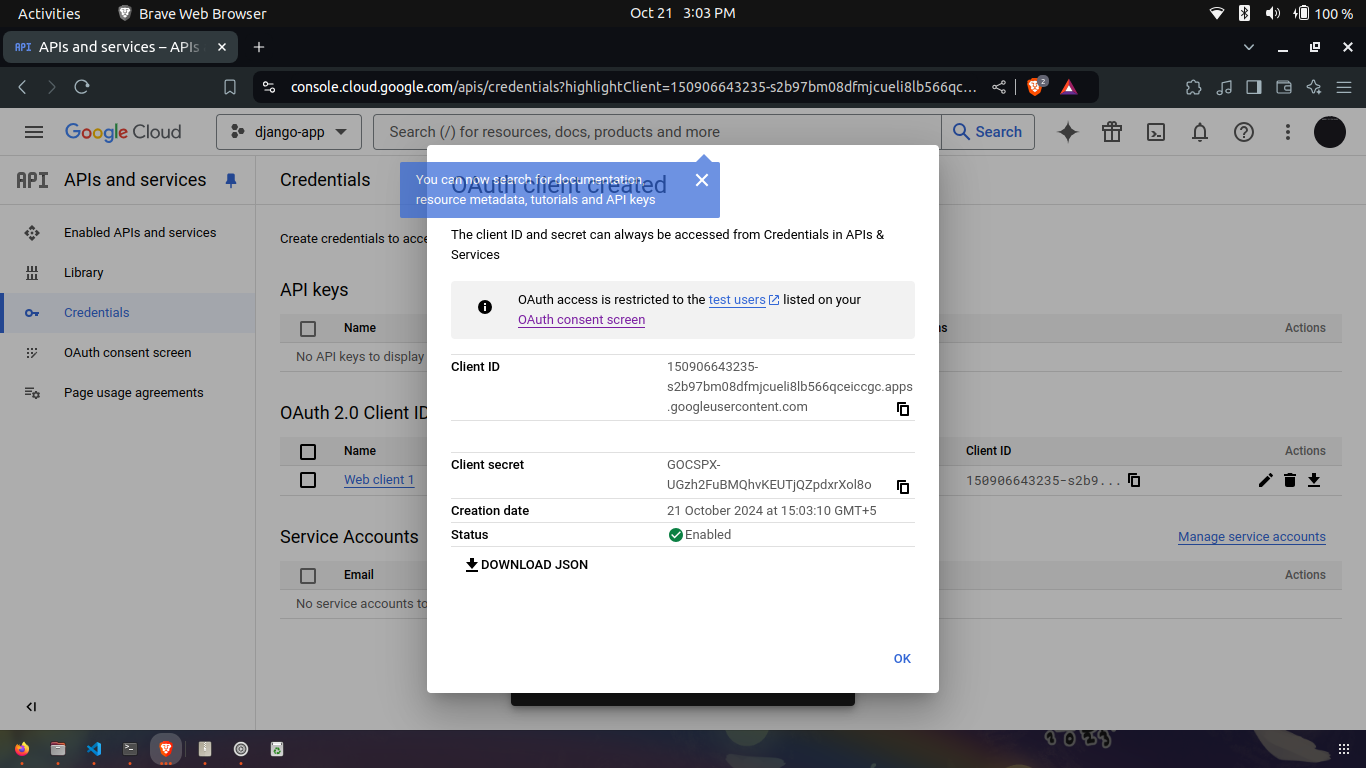 Activities
Brave Web Browser
Oct 21 3:03 PM
100 %
API APIs and services – APIs
console.cloud.google.com/apis/credentials?highlightClient=150906643235-s2b97bm08dfmjcueli8lb566qc...
2
Google Cloud
django-app
Search (/) for resources, docs, products and more
Search
API APIs and services
Enabled APIs and services
Library
Credentials
OAuth consent screen
Page usage agreements
Credentials
Create credentials to acce
API keys
Name
Actions
No API keys to display
OAuth 2.0 Client ID
Name
Client ID
Actions
Web client 1
150906643235-s2b9...
Service Accounts
Manage service accounts
Email
Actions
No service accounts to
OAuth client created
You can now search for documentation,
resource metadata, tutorials and API keys
The client ID and secret can always be accessed from Credentials in APIs &
Services
OAuth access is restricted to the test users listed on your
OAuth consent screen
Client ID
150906643235-
s2b97bm08dfmjcueli8lb566qceiccgc.apps
.googleusercontent.com
Client secret
GOCSPX-
UGzh2FuBMQhvKEUTjQZpdxrXol8o
Creation date
21 October 2024 at 15:03:10 GMT+5
Status
Enabled
DOWNLOAD JSON
OK